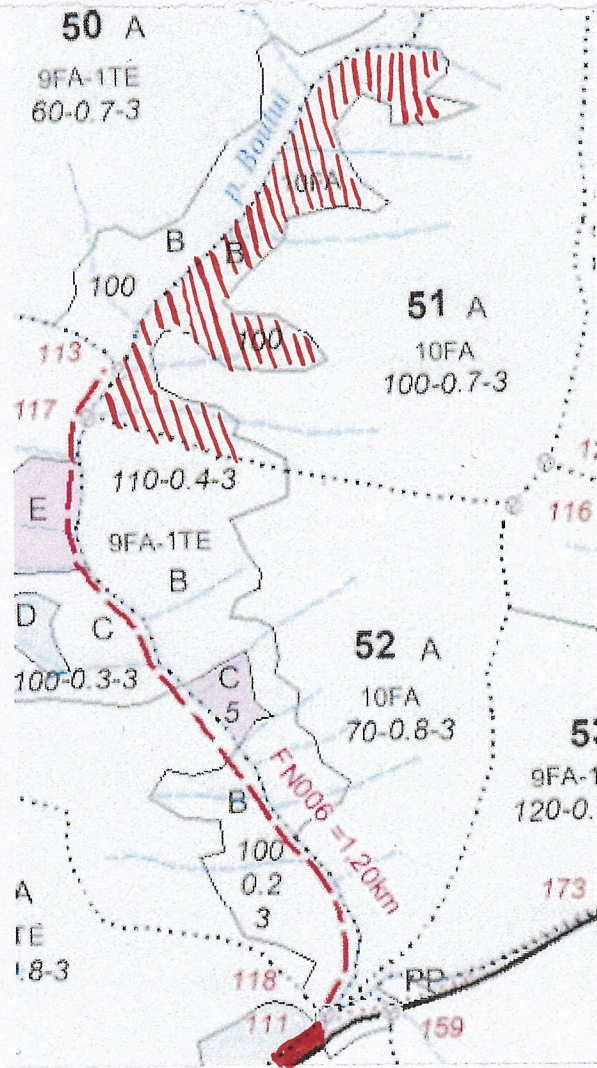 50 A
9FA-1TE
60-0.7-3
p. Bodini
10FA
B
B
100
51 A
10FA
100-0.7-3
100
113
117
110-0.4-3
116
E
9FA-1TE
B
D
C
100-0.3-3
52 A
10FA
70-0.8-3
C
5
FN006 =1.20km
B
100
0.2
3
9FA-1
120-0.
173
A
TE
.8-3
118
PP
111
159